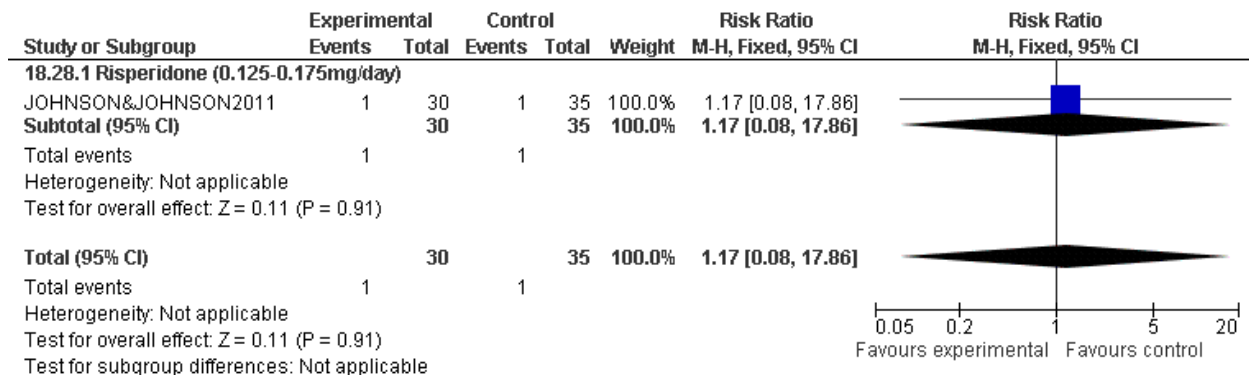 Experimental Control Risk Ratio Risk Ratio
Study or Subgroup Events Total Events Total Weight M-H, Fixed, 95% CI M-H, Fixed, 95% CI
18.28.1 Risperidone (0.125-0.175mg/day)
JOHNSON&JOHNSON2011 1 30 1 35 100.0% 1.17 [0.08, 17.86]
Subtotal (95% CI) 30 35 100.0% 1.17 [0.08, 17.86]
Total events 1 1
Heterogeneity: Not applicable
Test for overall effect: Z = 0.11 (P = 0.91)
Total (95% CI) 30 35 100.0% 1.17 [0.08, 17.86]
Total events 1 1
Heterogeneity: Not applicable
Test for overall effect: Z = 0.11 (P = 0.91)
Test for subgroup differences: Not applicable
0.05 0.2 1 5 20
Favours experimental Favours control